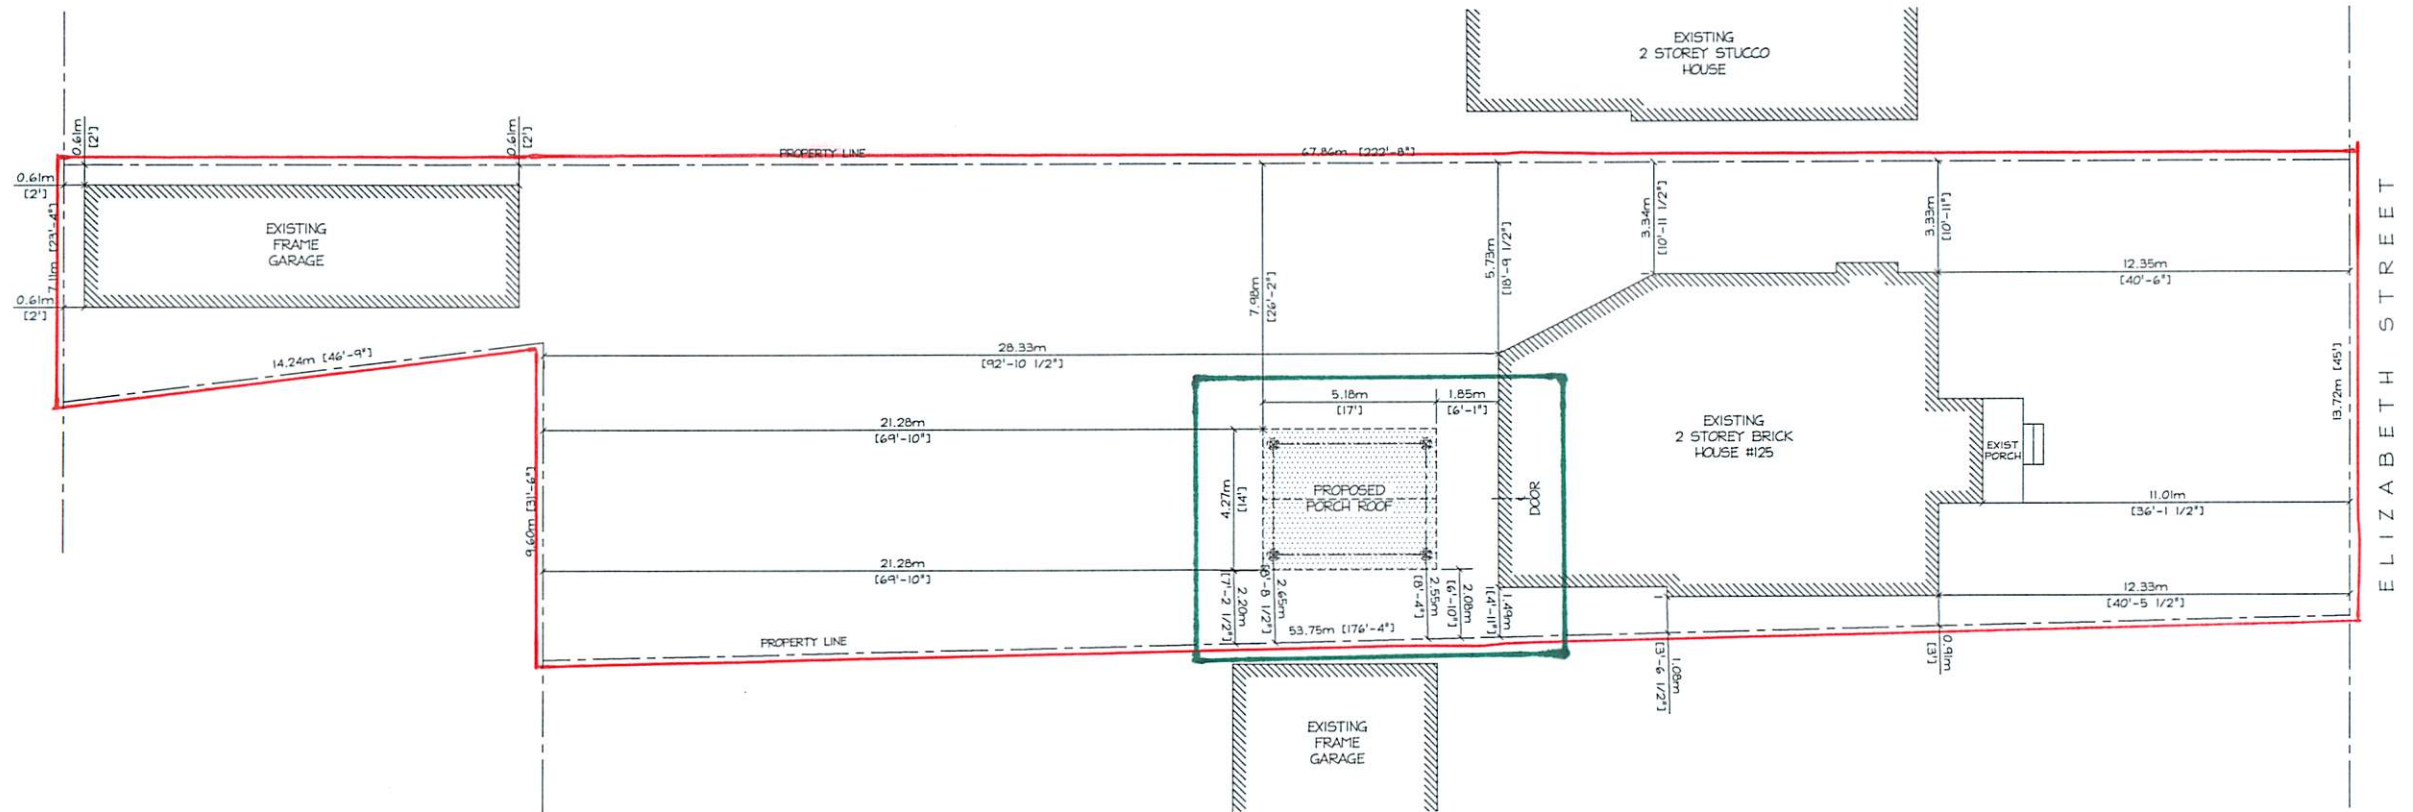 EXISTING
2 STOREY STUCCO
HOUSE
0.61m
[2']
0.61m
[2']
PROPERTY LINE
67.86m [222'-8"]
0.61m
[2']
7.11m [23'-4"]
0.61m
[2']
EXISTING
FRAME
GARAGE
14.24m [46'-9"]
7.98m
[26'-2"]
5.73m
[18'-9 1/2"]
3.34m
[10'-11 1/2"]
3.33m
[10'-11"]
12.35m
[40'-6"]
28.33m
[92'-10 1/2"]
5.18m
[17']
1.85m
[6'-1"]
21.28m
[69'-10"]
4.27m
[14']
PROPOSED
PORCH ROOF
DOOR
EXISTING
2 STOREY BRICK
HOUSE #125
EXIST
PORCH
13.72m [45']
ELIZABETH STREET
11.01m
[36'-1 1/2"]
9.60m [31'-6"]
21.28m
[69'-10"]
2.20m
[7'-2 1/2"]
2.65m
[8'-8 1/2"]
2.55m
[8'-4"]
2.08m
[6'-10"]
1.49m
[4'-11"]
12.33m
[40'-5 1/2"]
53.75m [176'-4"]
PROPERTY LINE
1.08m
[3'-6 1/2"]
0.91m
[3']
EXISTING
FRAME
GARAGE